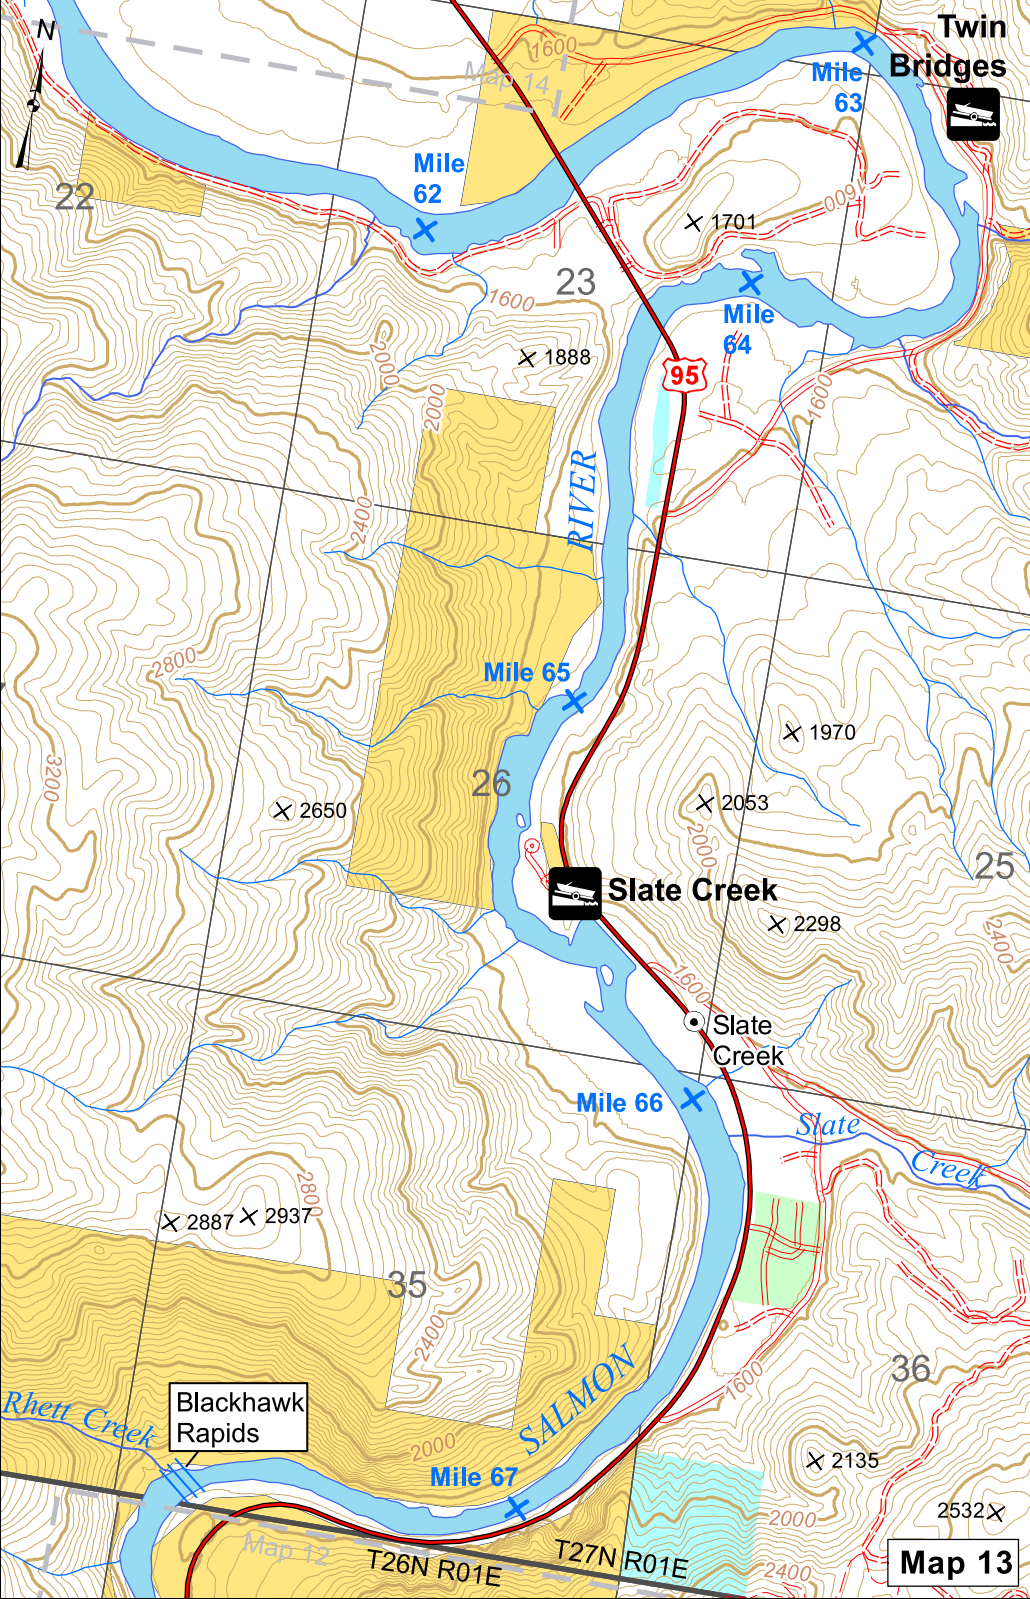 N
Twin
Bridges
1600
Map 14
Mile
63
Mile
62
22
1701
1600
23
1600
Mile
64
2000
1888
95
2000
1600
RIVER
2400
2800
Mile 65
1970
3200
26
2650
2053
2000
25
Slate Creek
2298
2400
1600
Slate
Creek
Mile 66
Slate
Creek
2800
2887
2937
35
2400
36
SALMON
1600
Rhett Creek
Blackhawk
Rapids
2000
2135
Mile 67
2532
2000
Map 12
T26N R01E
T27N R01E
2400
Map 13